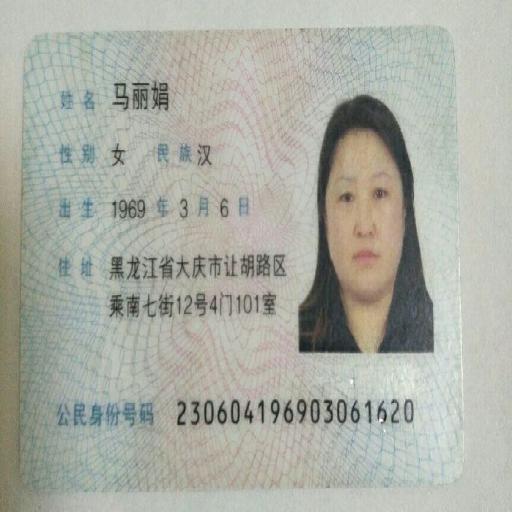 姓名 马丽娟
性别 女 民族 汉
出生 1969 年 3 月 6 日
住址 黑龙江省大庆市让胡路区
乘南七街12号4门101室
公民身份号码 230604196903061620